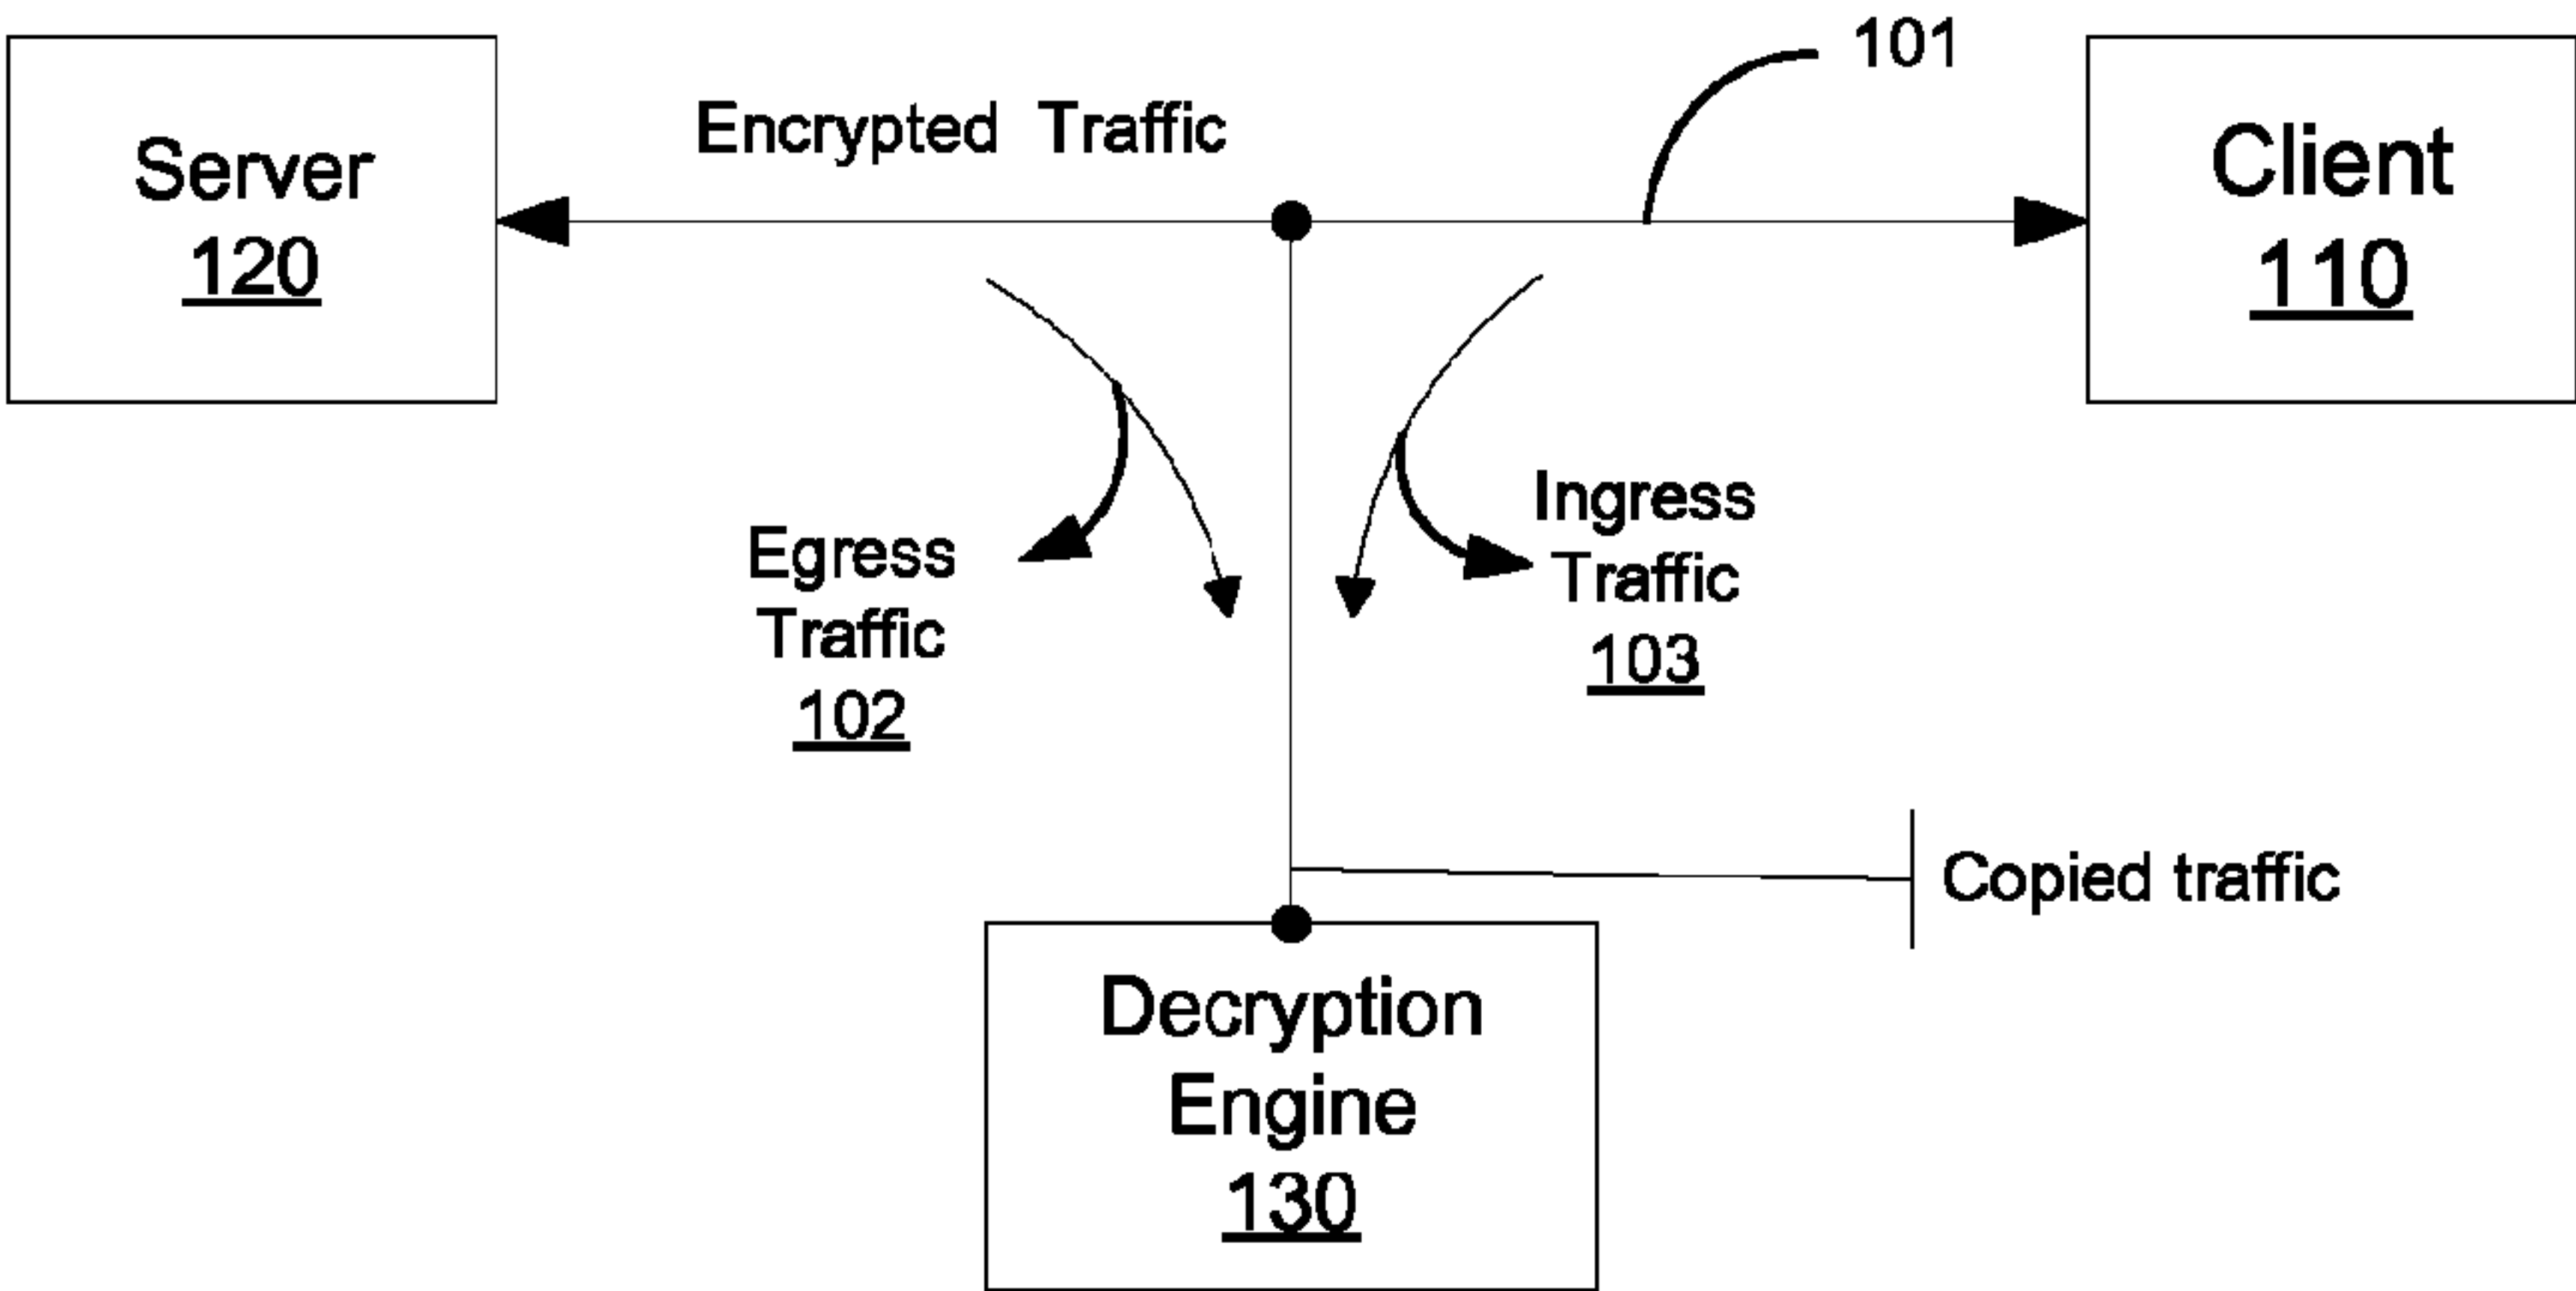 101
Server
120
Encrypted Traffic
Client
110
Egress
Traffic
102
Ingress
Traffic
103
Copied traffic
Decryption
Engine
130